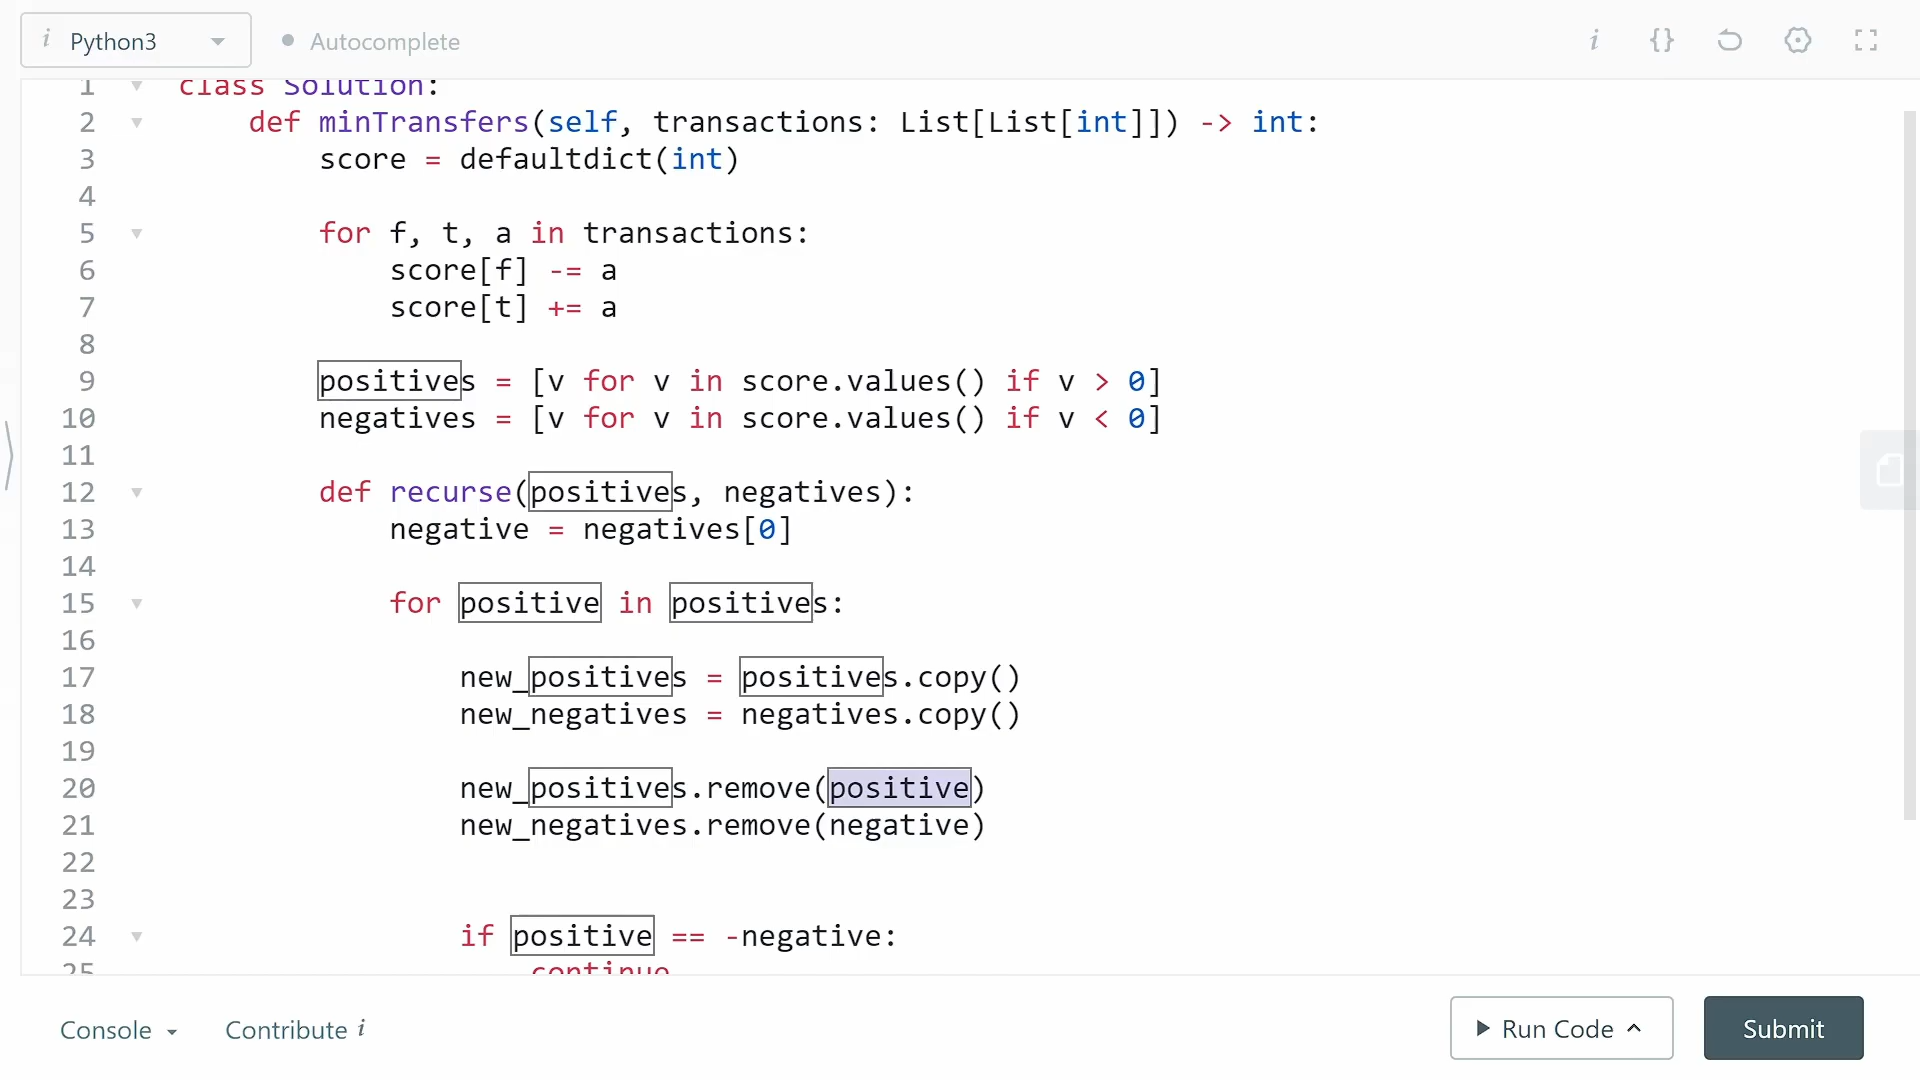 i Python3 Autocomplete i {}
1 class Solution:
2 def minTransfers(self, transactions: List[List[int]]) -> int:
3 score = defaultdict(int)
4
5 for f, t, a in transactions:
6 score[f] -= a
7 score[t] += a
8
9 positives = [v for v in score.values() if v > 0]
10 negatives = [v for v in score.values() if v < 0]
11
12 def recurse(positives, negatives):
13 negative = negatives[0]
14
15 for positive in positives:
16
17 new_positives = positives.copy()
18 new_negatives = negatives.copy()
19
20 new_positives.remove(positive)
21 new_negatives.remove(negative)
22
23
24 if positive == -negative:
25 continue
Console Contribute i Run Code Submit